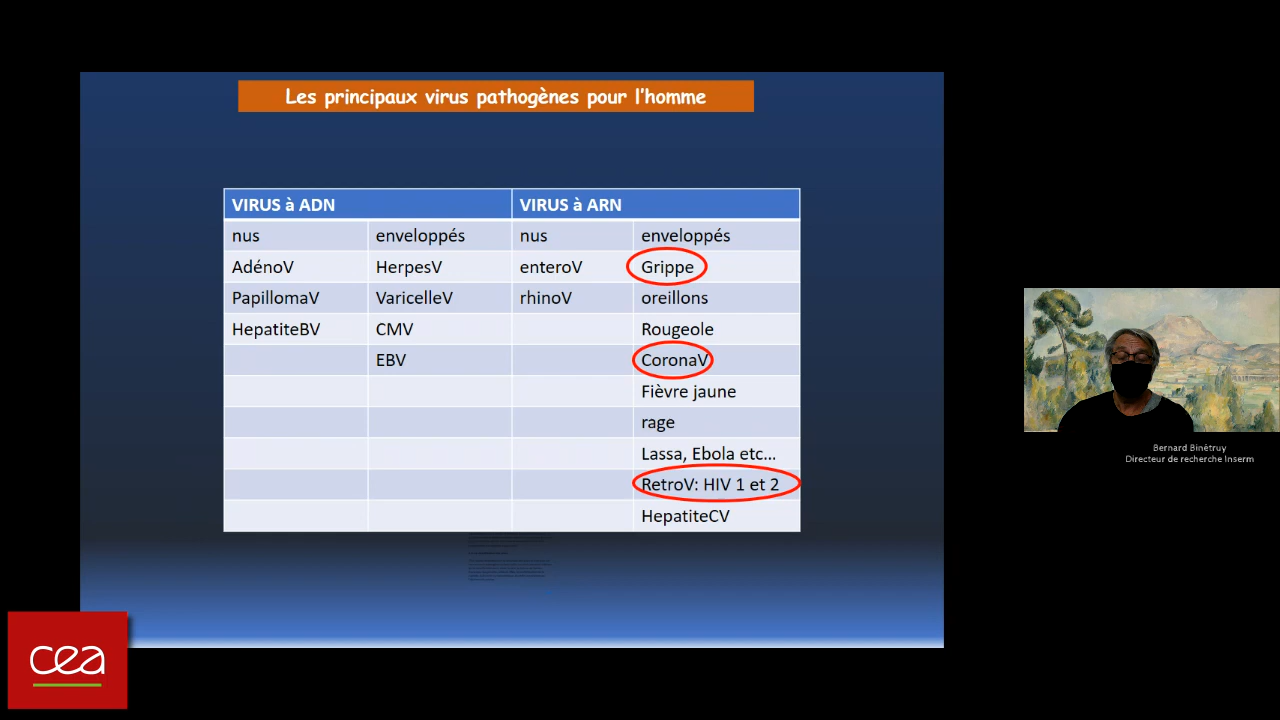 Les principaux virus pathogènes pour l'homme
VIRUS à ADN VIRUS à ARN
nus enveloppés nus enveloppés
AdénoV HerpesV enteroV Grippe
PapillomaV VaricelleV rhinoV oreillons
HepatiteBV CMV Rougeole
EBV CoronaV
Fièvre jaune
rage
Lassa, Ebola etc...
RetroV: HIV 1 et 2
HepatiteCV
Bernard Binétruy
Directeur de recherche Inserm
cea